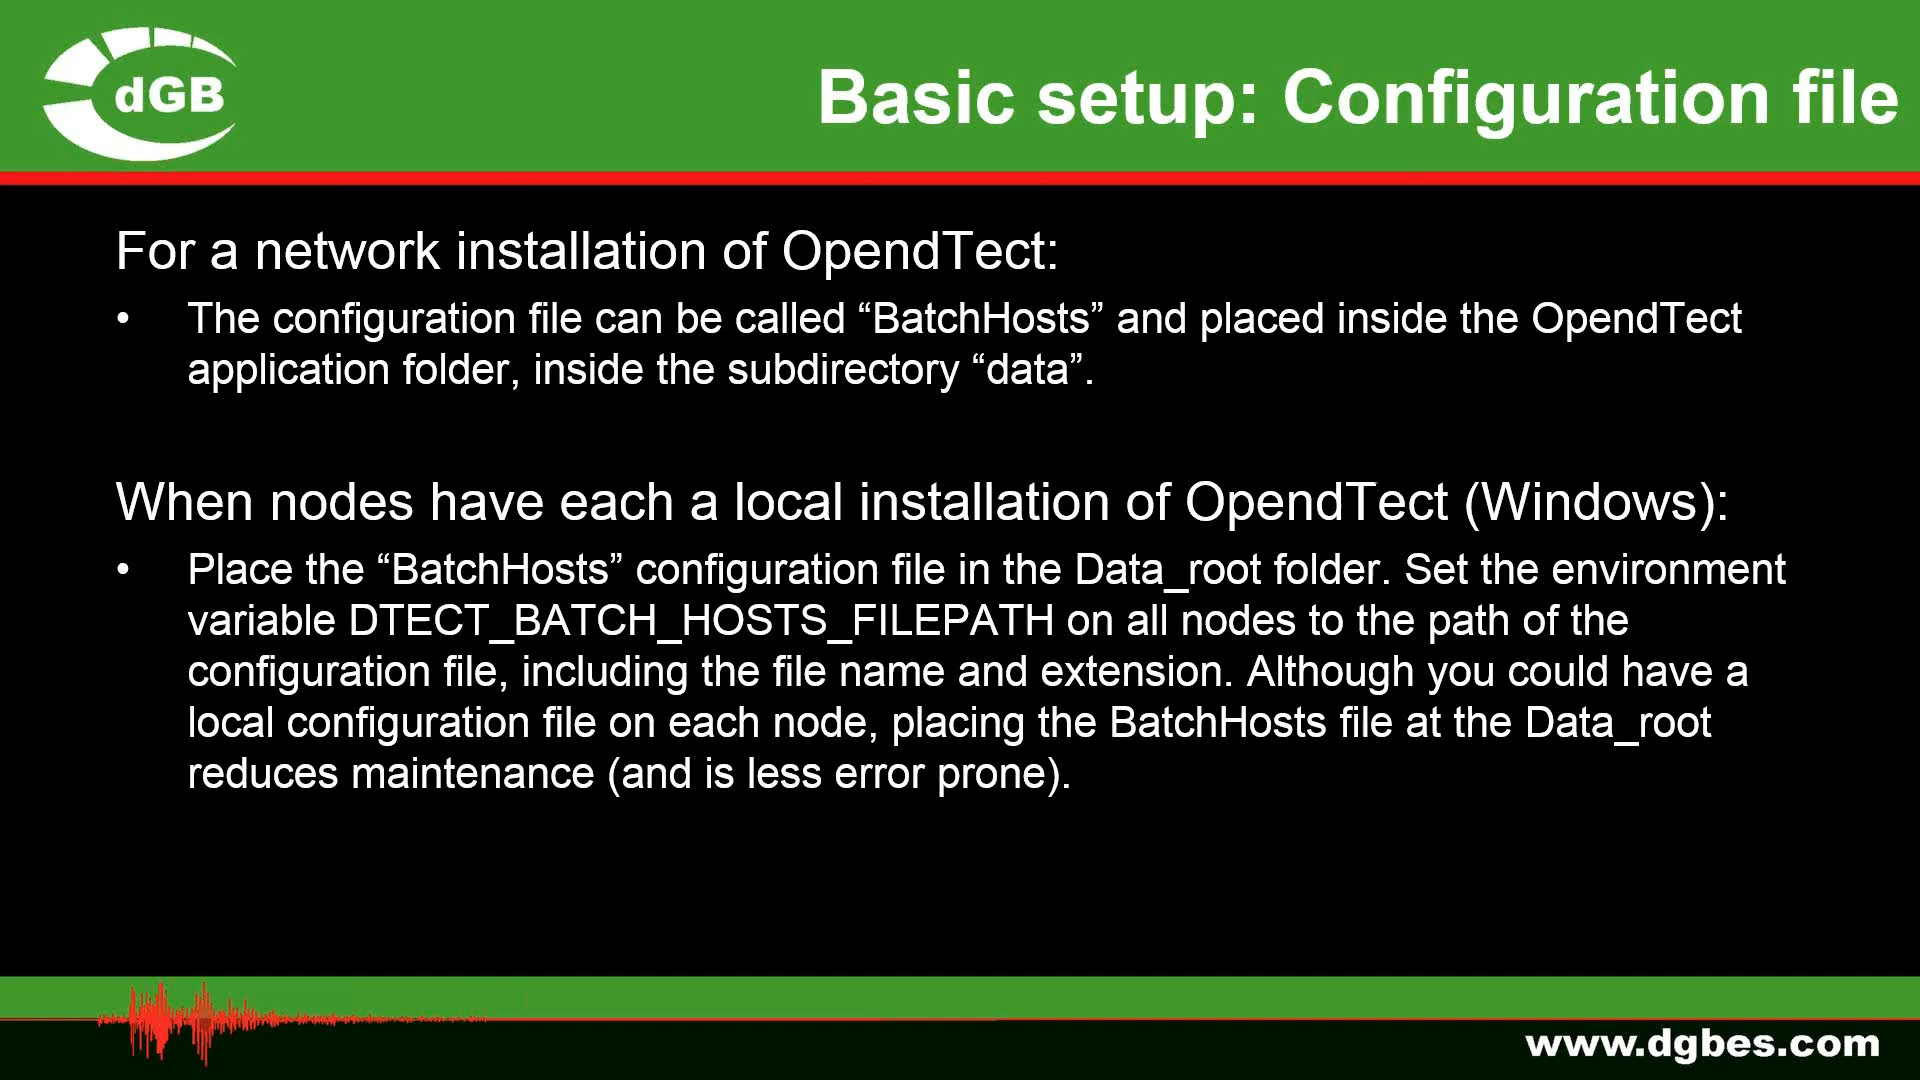 dGB
Basic setup: Configuration file
For a network installation of OpendTect:
• The configuration file can be called “BatchHosts” and placed inside the OpendTect
application folder, inside the subdirectory “data”.
When nodes have each a local installation of OpendTect (Windows):
• Place the “BatchHosts” configuration file in the Data_root folder. Set the environment
variable DTECT_BATCH_HOSTS_FILEPATH on all nodes to the path of the
configuration file, including the file name and extension. Although you could have a
local configuration file on each node, placing the BatchHosts file at the Data_root
reduces maintenance (and is less error prone).
www.dgbes.com